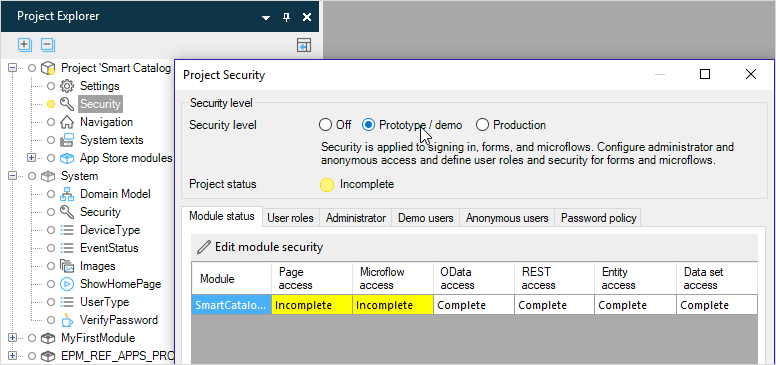 Project Explorer
Project 'Smart Catalog
Settings
Security
Navigation
System texts
App Store modules
System
Domain Model
Security
DeviceType
EventStatus
Images
ShowHomePage
UserType
VerifyPassword
MyFirstModule
EPM_REF_APPS_PRO
Project Security
Security level
Security level Off Prototype / demo Production
Security is applied to signing in, forms, and microflows. Configure administrator and
anonymous access and define user roles and security for forms and microflows.
Project status Incomplete
Module status User roles Administrator Demo users Anonymous users Password policy
Edit module security
Module Page access Microflow access OData access REST access Entity access Data set access
SmartCatalo... Incomplete Incomplete Complete Complete Complete Complete